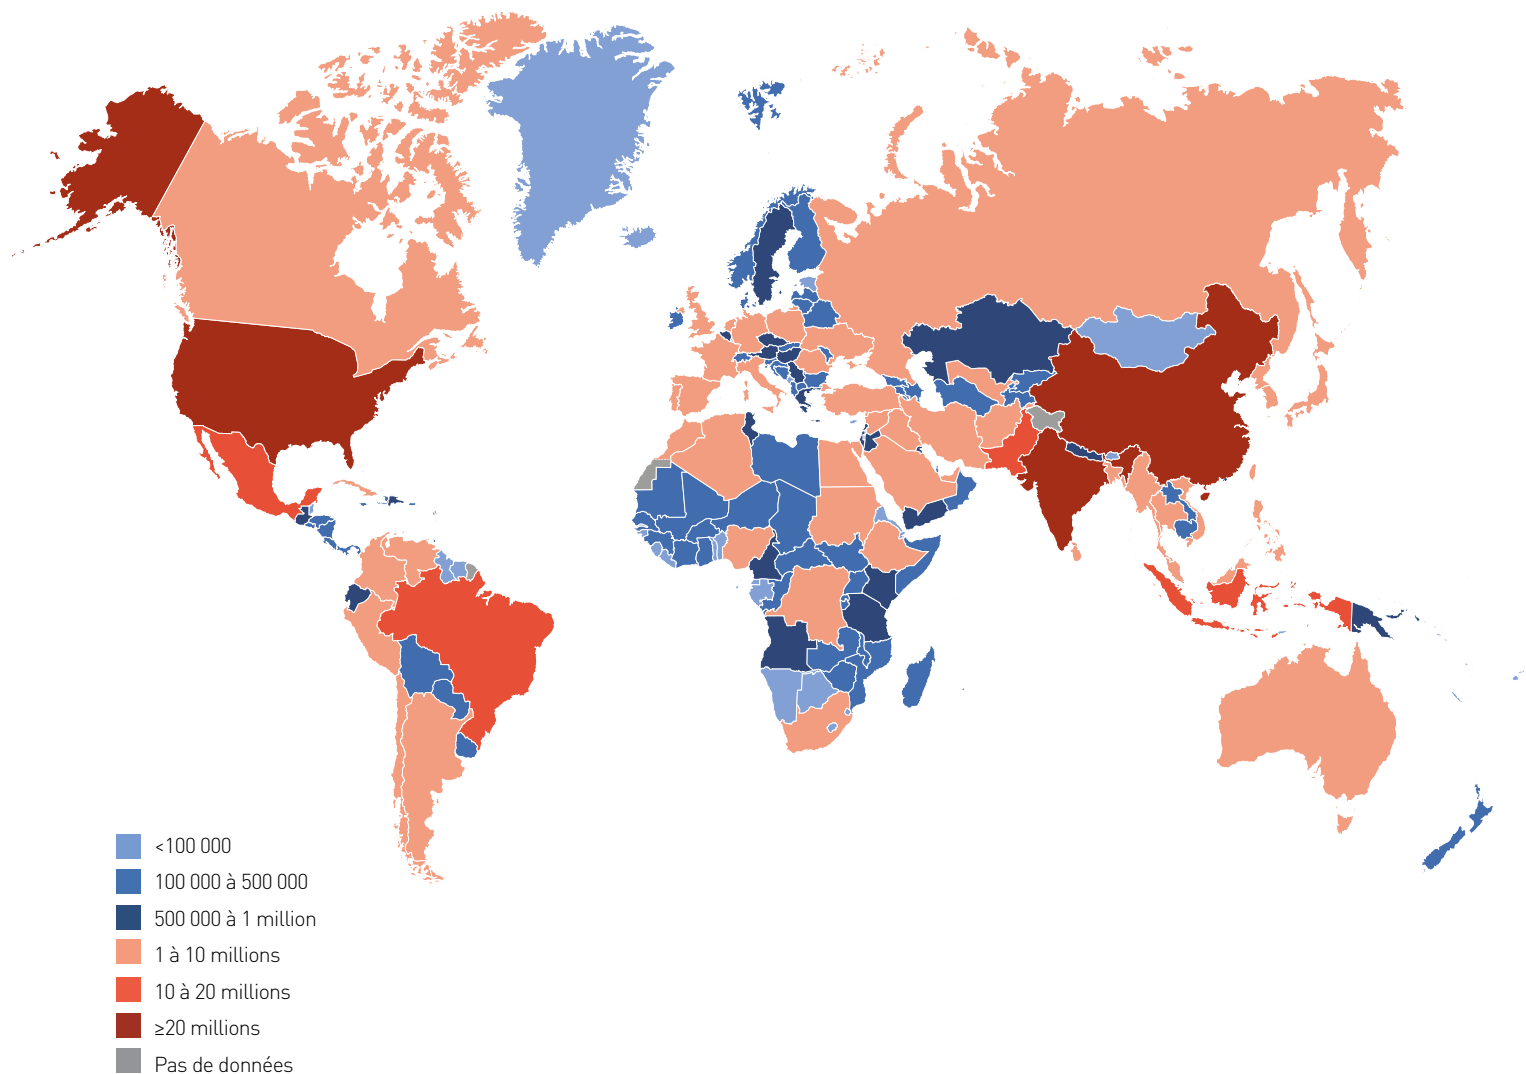 <100 000
100 000 à 500 000
500 000 à 1 million
1 à 10 millions
10 à 20 millions
≥20 millions
Pas de données